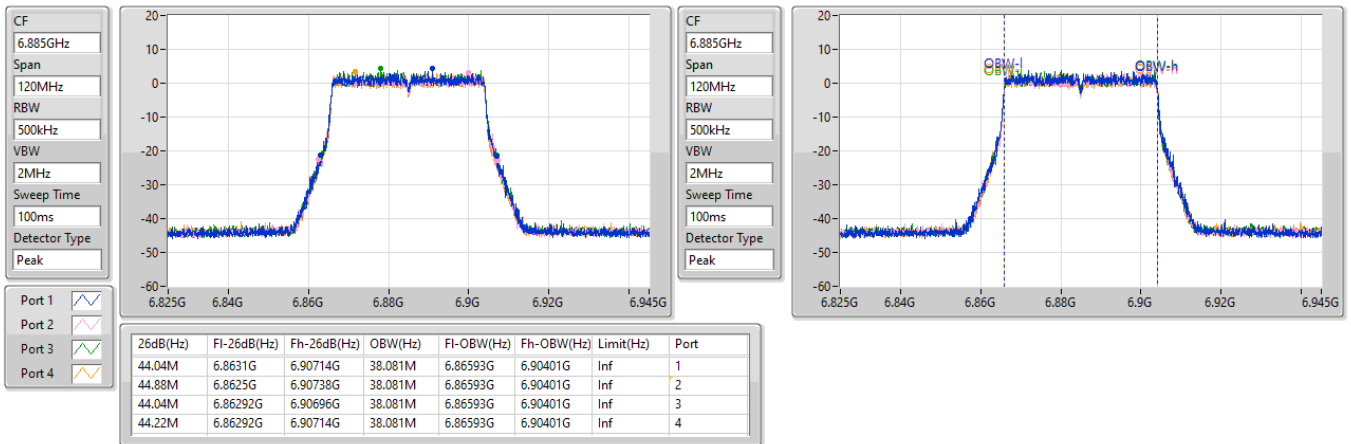 CF
6.885GHz
Span
120MHz
RBW
500kHz
VBW
2MHz
Sweep Time
100ms
Detector Type
Peak
20
10
0
-10
-20
-30
-40
-50
-60
6.825G 6.84G 6.86G 6.88G 6.9G 6.92G 6.945G
CF
6.885GHz
Span
120MHz
RBW
500kHz
VBW
2MHz
Sweep Time
100ms
Detector Type
Peak
20
10
0
-10
-20
-30
-40
-50
-60
OBW-l OBW-h
6.825G 6.84G 6.86G 6.88G 6.9G 6.92G 6.945G
Port 1
Port 2
Port 3
Port 4
26dB(Hz) Fl-26dB(Hz) Fh-26dB(Hz) OBW(Hz) Fl-OBW(Hz) Fh-OBW(Hz) Limit(Hz) Port
44.04M 6.8631G 6.90714G 38.081M 6.86593G 6.90401G Inf 1
44.88M 6.8625G 6.90738G 38.081M 6.86593G 6.90401G Inf 2
44.04M 6.86292G 6.90696G 38.081M 6.86593G 6.90401G Inf 3
44.22M 6.86292G 6.90714G 38.081M 6.86593G 6.90401G Inf 4